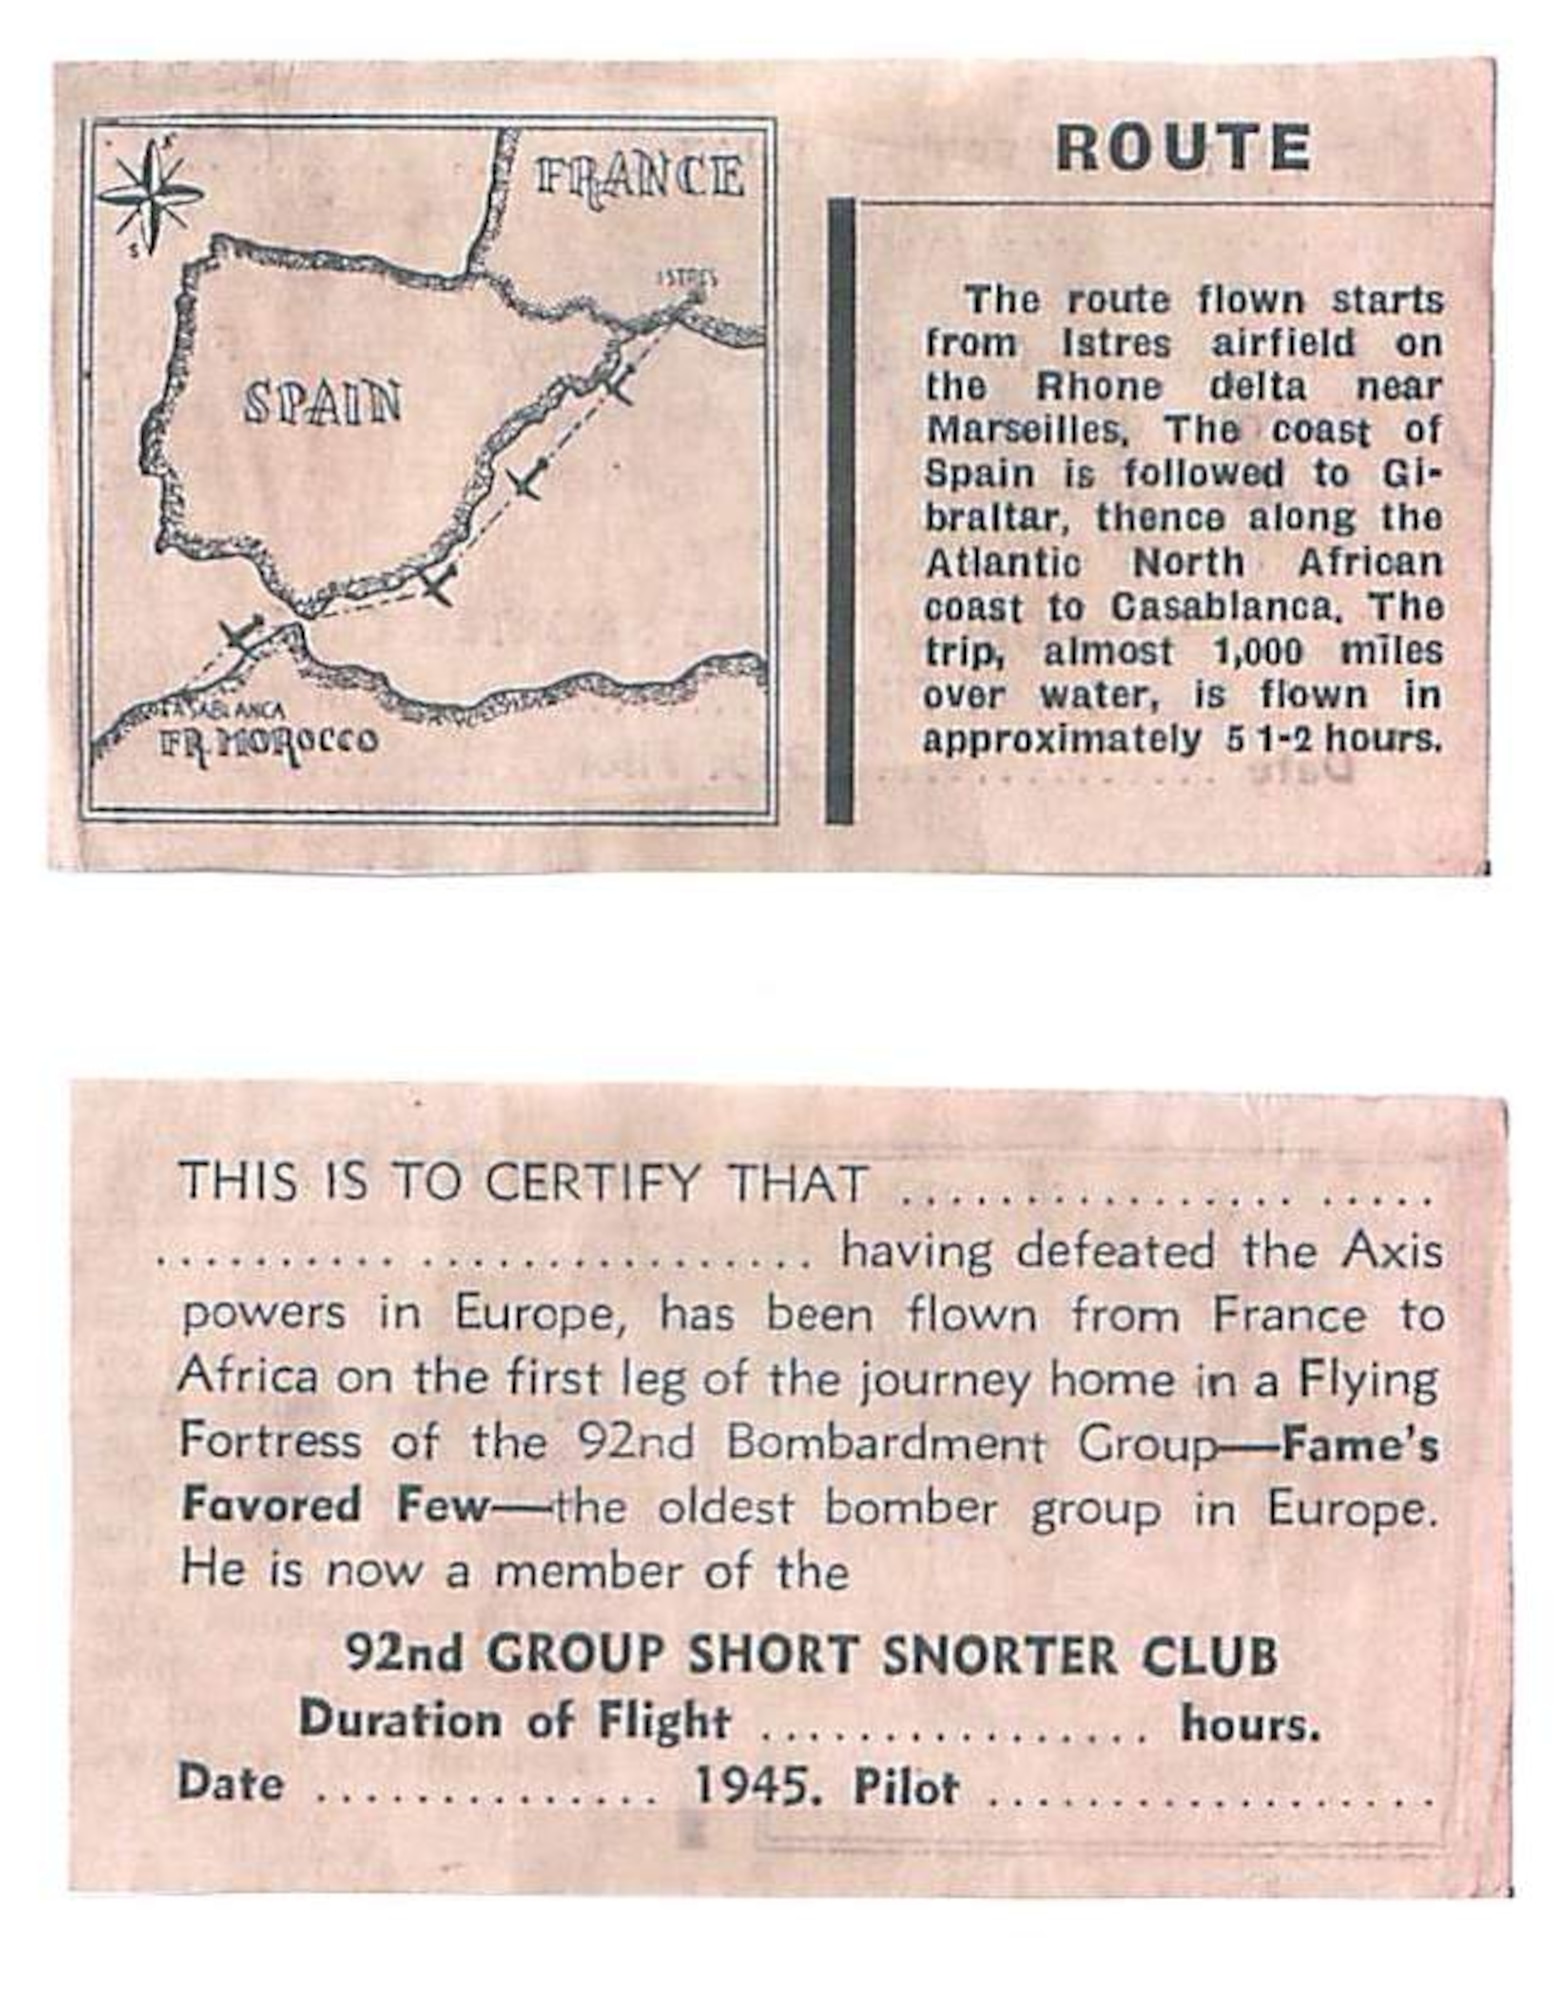 N
S
FRANCE
ISTRES
SPAIN
CASABLANCA
FR. MOROCCO
ROUTE
The route flown starts
from Istres airfield on
the Rhone delta near
Marseilles. The coast of
Spain is followed to Gi-
braltar, thence along the
Atlantic North African
coast to Casablanca. The
trip, almost 1,000 miles
over water, is flown in
approximately 5 1-2 hours.
THIS IS TO CERTIFY THAT ......................
............................ having defeated the Axis
powers in Europe, has been flown from France to
Africa on the first leg of the journey home in a Flying
Fortress of the 92nd Bombardment Group—Fame's
Favored Few—the oldest bomber group in Europe.
He is now a member of the
92nd GROUP SHORT SNORTER CLUB
Duration of Flight ................ hours.
Date .............. 1945. Pilot ..................